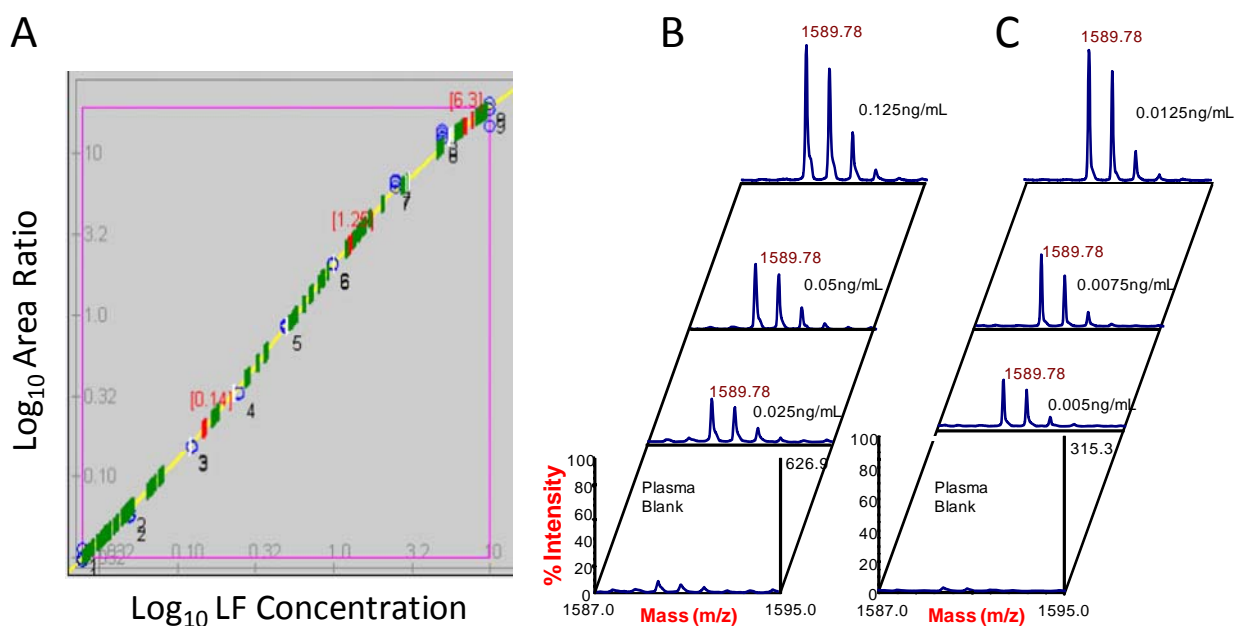 A
Log10 Area Ratio
10
3.2
1.0
0.32
0.10
[6.3]
[1.25]
[0.14]
9
8
7
6
5
4
3
2
2
0.10
0.32
1.0
3.2
10
Log10 LF Concentration
B
1589.78
0.125ng/mL
1589.78
0.05ng/mL
1589.78
0.025ng/mL
626.9
Plasma
Blank
% Intensity
100
80
60
40
20
0
1587.0
Mass (m/z)
1595.0
C
1589.78
0.0125ng/mL
1589.78
0.0075ng/mL
1589.78
0.005ng/mL
315.3
Plasma
Blank
100
80
60
40
20
0
1587.0
Mass (m/z)
1595.0